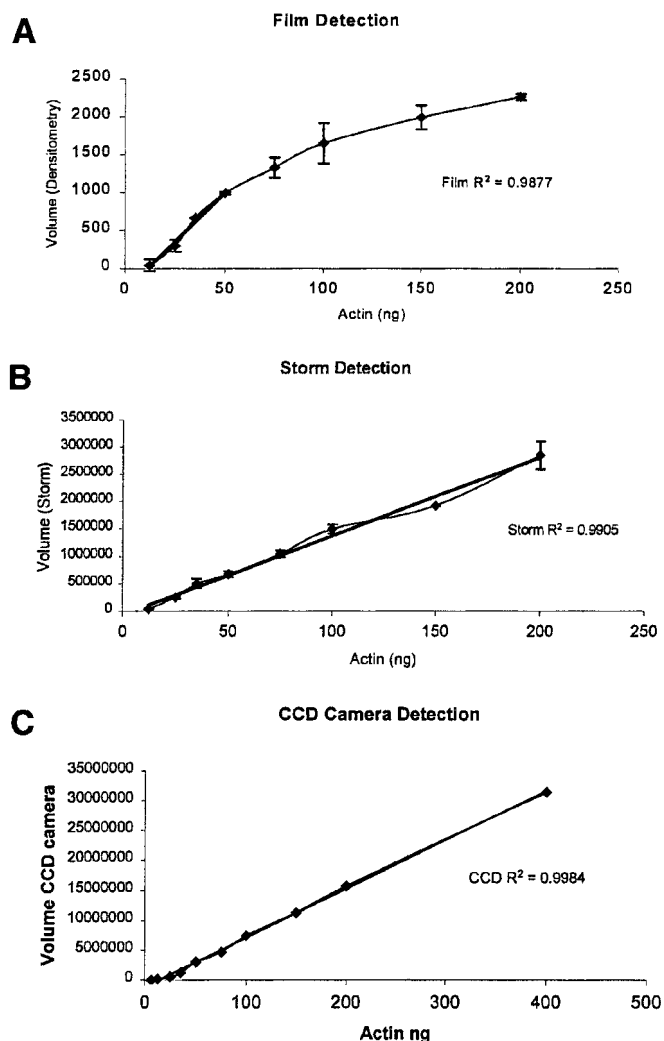 A
Film Detection
Volume (Densitometry)
2500
2000
1500
1000
500
0
Film R² = 0.9877
0 50 100 150 200 250
Actin (ng)
B
Storm Detection
Volume (Storm)
3500000
3000000
2500000
2000000
1500000
1000000
500000
0
Storm R² = 0.9905
0 50 100 150 200 250
Actin (ng)
C
CCD Camera Detection
Volume CCD camera
35000000
30000000
25000000
20000000
15000000
10000000
5000000
0
CCD R² = 0.9984
0 100 200 300 400 500
Actin ng